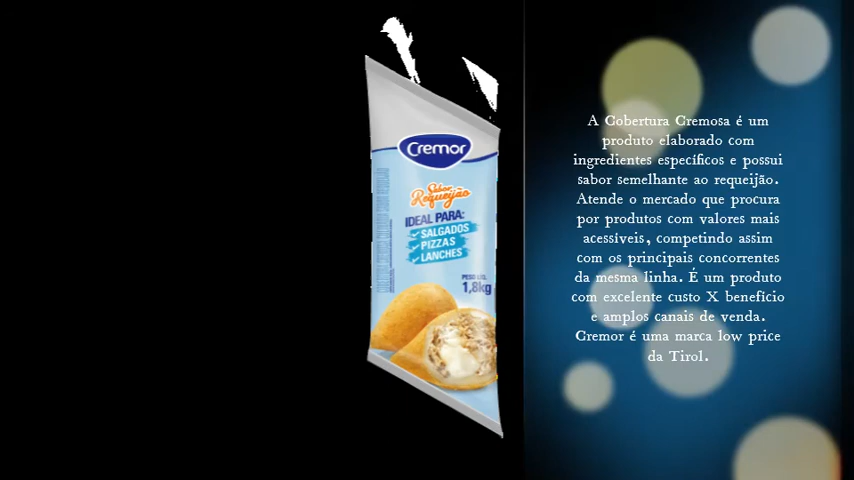 Cremor
Sabor
Requeijão
IDEAL PARA:
SALGADOS
PIZZAS
LANCHES
PESO LÍQ.
1,8kg
A Cobertura Cremosa é um
produto elaborado com
ingredientes específicos e possui
sabor semelhante ao requeijão.
Atende o mercado que procura
por produtos com valores mais
acessíveis, competindo assim
com os principais concorrentes
da mesma linha. É um produto
com excelente custo X benefício
e amplos canais de venda.
Cremor é uma marca low price
da Tirol.